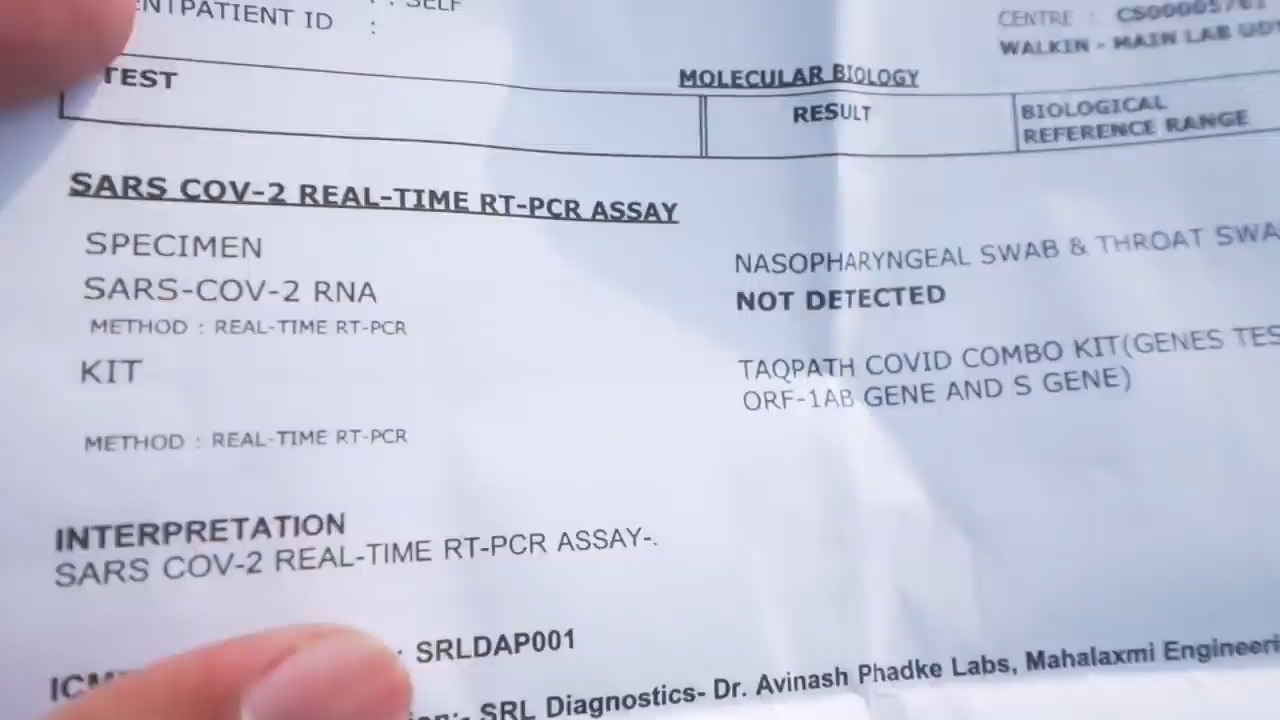 : SELF
PATIENT ID :
CENTRE :
WALKIN - MAIN LAB
MOLECULAR BIOLOGY
TEST
RESULT
BIOLOGICAL
REFERENCE RANGE
SARS COV-2 REAL-TIME RT-PCR ASSAY
SPECIMEN
NASOPHARYNGEAL SWAB & THROAT SWA
SARS-COV-2 RNA
NOT DETECTED
METHOD : REAL-TIME RT-PCR
KIT
TAQPATH COVID COMBO KIT(GENES TES
ORF-1AB GENE AND S GENE)
METHOD : REAL-TIME RT-PCR
INTERPRETATION
SARS COV-2 REAL-TIME RT-PCR ASSAY-.
: SRLDAP001
SRL Diagnostics- Dr. Avinash Phadke Labs, Mahalaxmi Engineeri